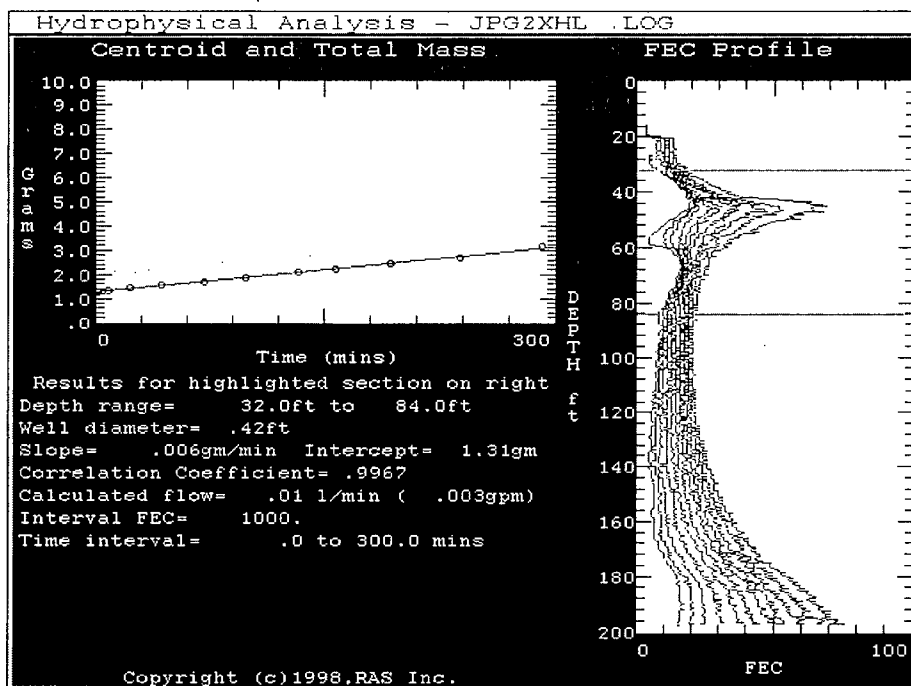 Hydrophysical Analysis - JPG2XHL .LOG
Centroid and Total Mass
10.0
9.0
8.0
7.0
6.0
5.0
4.0
3.0
2.0
1.0
.0
Grams
0
300
Time (mins)
Results for highlighted section on right
Depth range= 32.0ft to 84.0ft
Well diameter= .42ft
Slope= .006gm/min Intercept= 1.31gm
Correlation Coefficient= .9967
Calculated flow= .01 l/min ( .003gpm)
Interval FEC= 1000.
Time interval= .0 to 300.0 mins
Copyright (c)1998,RAS Inc.
FEC Profile
0
20
40
60
80
100
120
140
160
180
200
DEPTH ft
0
100
FEC